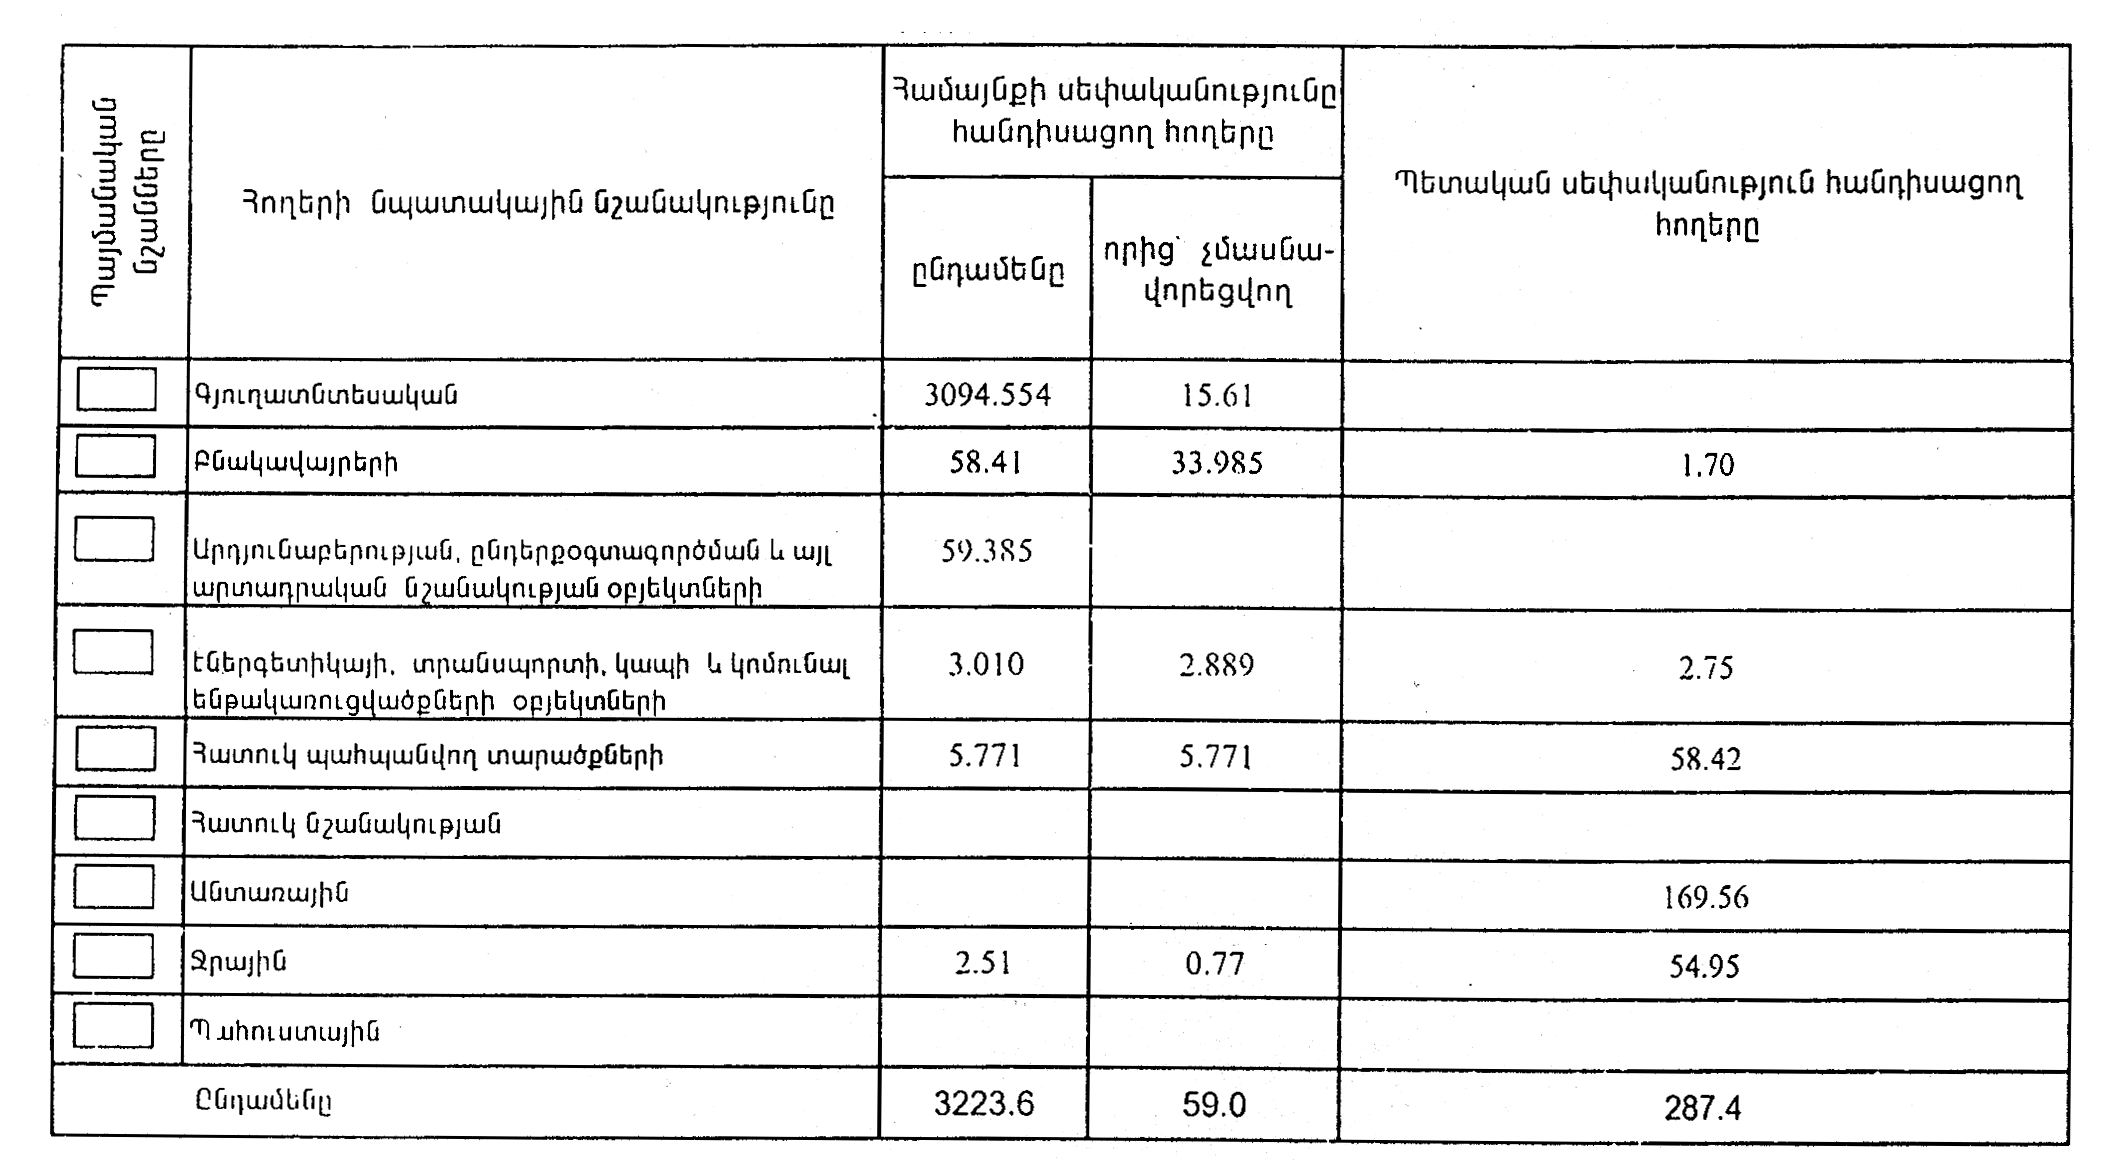 Պայմանական
նշանները
Հողերի նպատակային նշանակությունը
Համայնքի սեփականությունը
հանդիսացող հողերը
ընդամենը
որից՝ չմասնա-
վորեցվող
Պետական սեփականություն հանդիսացող
հողերը
Գյուղատնտեսական 3094.554 15.61
Բնակավայրերի 58.41 33.985 1.70
Արդյունաբերության, ընդերքօգտագործման և այլ 59.385
արտադրական նշանակության օբյեկտների
էներգետիկայի, տրանսպորտի, կապի և կոմունալ 3.010 2.889 2.75
ենթակառուցվածքների օբյեկտների
Հատուկ պահպանվող տարածքների 5.771 5.771 58.42
Հատուկ նշանակության
Անտառային 169.56
Ջրային 2.51 0.77 54.95
Պահուստային
Ընդամենը 3223.6 59.0 287.4